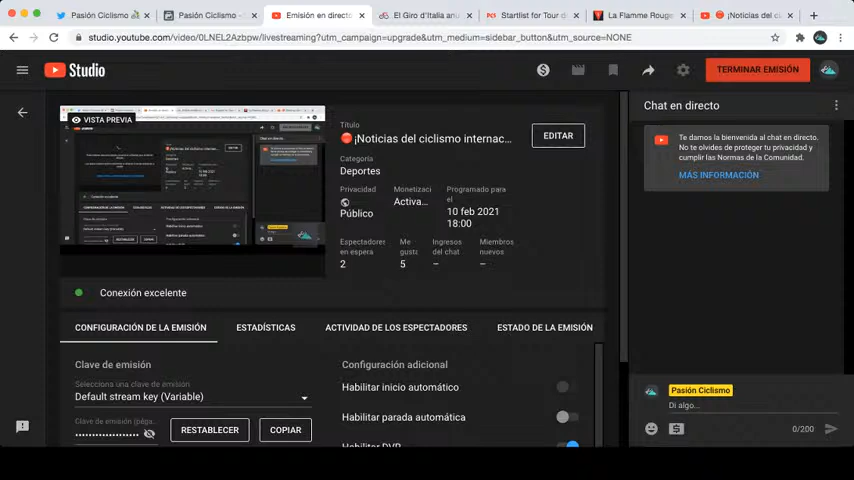 Pasión Ciclismo
Pasión Ciclismo -
Emisión en directo
El Giro d'Italia anu
Startlist for Tour d
La Flamme Rouge
¡Noticias del ci
studio.youtube.com/video/0LNEL2Azbpw/livestreaming?utm_campaign=upgrade&utm_medium=sidebar_button&utm_source=NONE
Studio
TERMINAR EMISIÓN
VISTA PREVIA
Título
¡Noticias del ciclismo internac...
EDITAR
Categoría
Deportes
Privacidad
Público
Monetizaci
Activa...
Programado para
el
10 feb 2021
18:00
Espectadores
en espera
2
Me
gusta
5
Ingresos
del chat
–
Miembros
nuevos
–
Conexión excelente
CONFIGURACIÓN DE LA EMISIÓN
ESTADÍSTICAS
ACTIVIDAD DE LOS ESPECTADORES
ESTADO DE LA EMISIÓN
Clave de emisión
Selecciona una clave de emisión
Default stream key (Variable)
Clave de emisión (pega
RESTABLECER
COPIAR
Configuración adicional
Habilitar inicio automático
Habilitar parada automática
Habilitar DVR
Chat en directo
Te damos la bienvenida al chat en directo.
No te olvides de proteger tu privacidad y
cumplir las Normas de la Comunidad.
MÁS INFORMACIÓN
Pasión Ciclismo
Di algo...
0/200